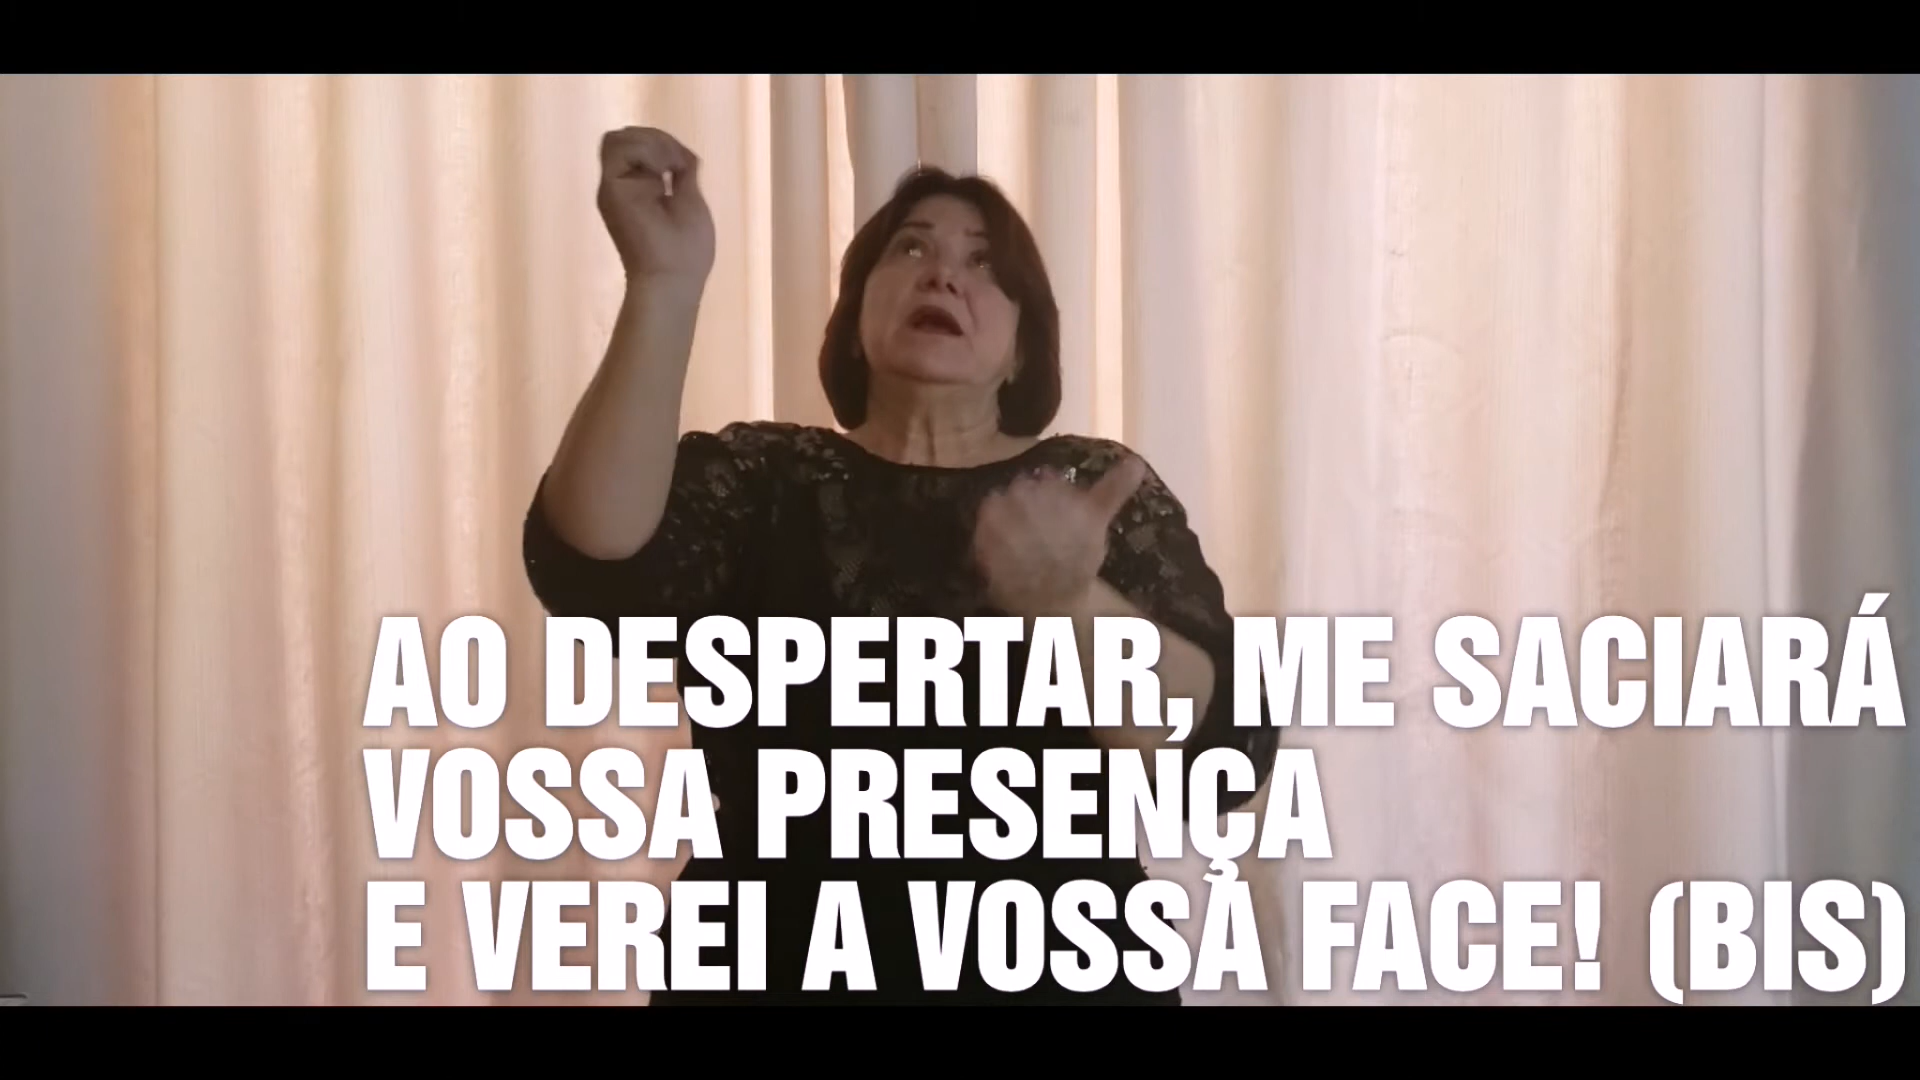 AO DESPERTAR, ME SACIARÁ
VOSSA PRESENÇA
E VEREI A VOSSA FACE! (BIS)